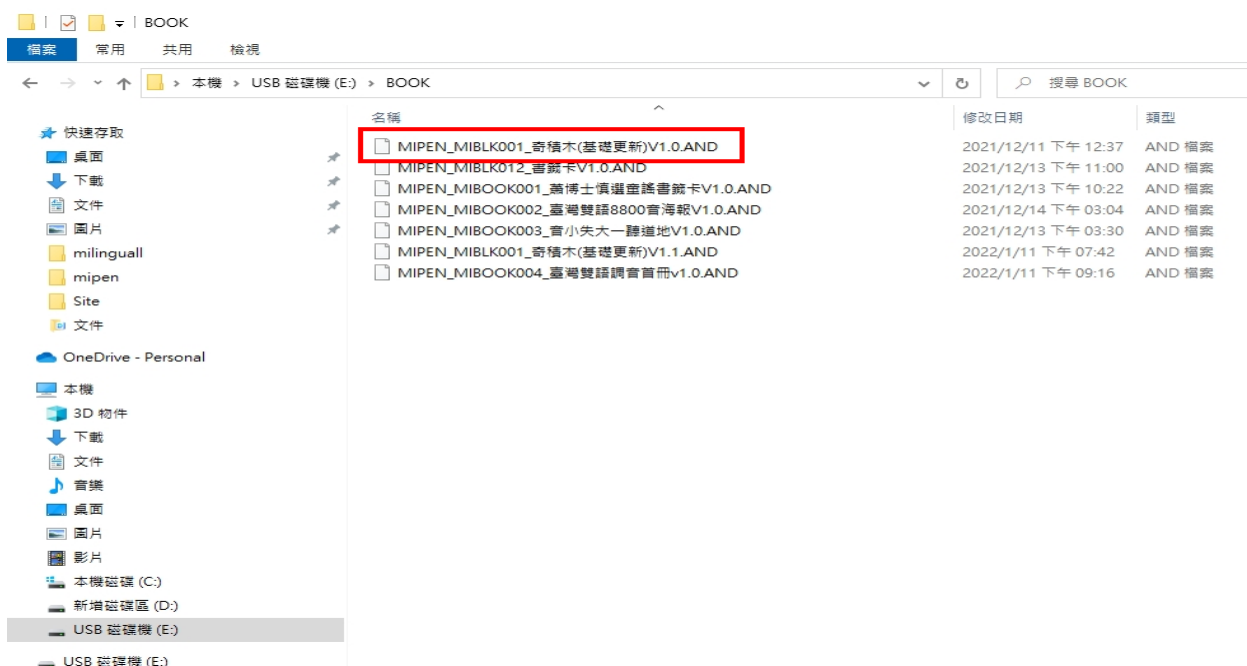 BOOK
檔案 常用 共用 檢視
本機 > USB 磁碟機 (E:) > BOOK 搜尋 BOOK
名稱 修改日期 類型
MIPEN_MIBLK001_奇積木(基礎更新)V1.0.AND 2021/12/11 下午 12:37 AND 檔案
MIPEN_MIBLK012_書籤卡V1.0.AND 2021/12/13 下午 11:00 AND 檔案
MIPEN_MIBOOK001_蕭博士慎選童謠書籤卡V1.0.AND 2021/12/13 下午 10:22 AND 檔案
MIPEN_MIBOOK002_臺灣雙語8800音海報V1.0.AND 2021/12/14 下午 03:04 AND 檔案
MIPEN_MIBOOK003_音小失大一聽道地V1.0.AND 2021/12/13 下午 03:30 AND 檔案
MIPEN_MIBLK001_奇積木(基礎更新)V1.1.AND 2022/1/11 下午 07:42 AND 檔案
MIPEN_MIBOOK004_臺灣雙語調音首冊v1.0.AND 2022/1/11 下午 09:16 AND 檔案
快速存取
桌面
下載
文件
圖片
milinguall
mipen
Site
文件
OneDrive - Personal
本機
3D 物件
下載
文件
音樂
桌面
圖片
影片
本機磁碟 (C:)
新增磁碟區 (D:)
USB 磁碟機 (E:)
USB 磁碟機 (E:)